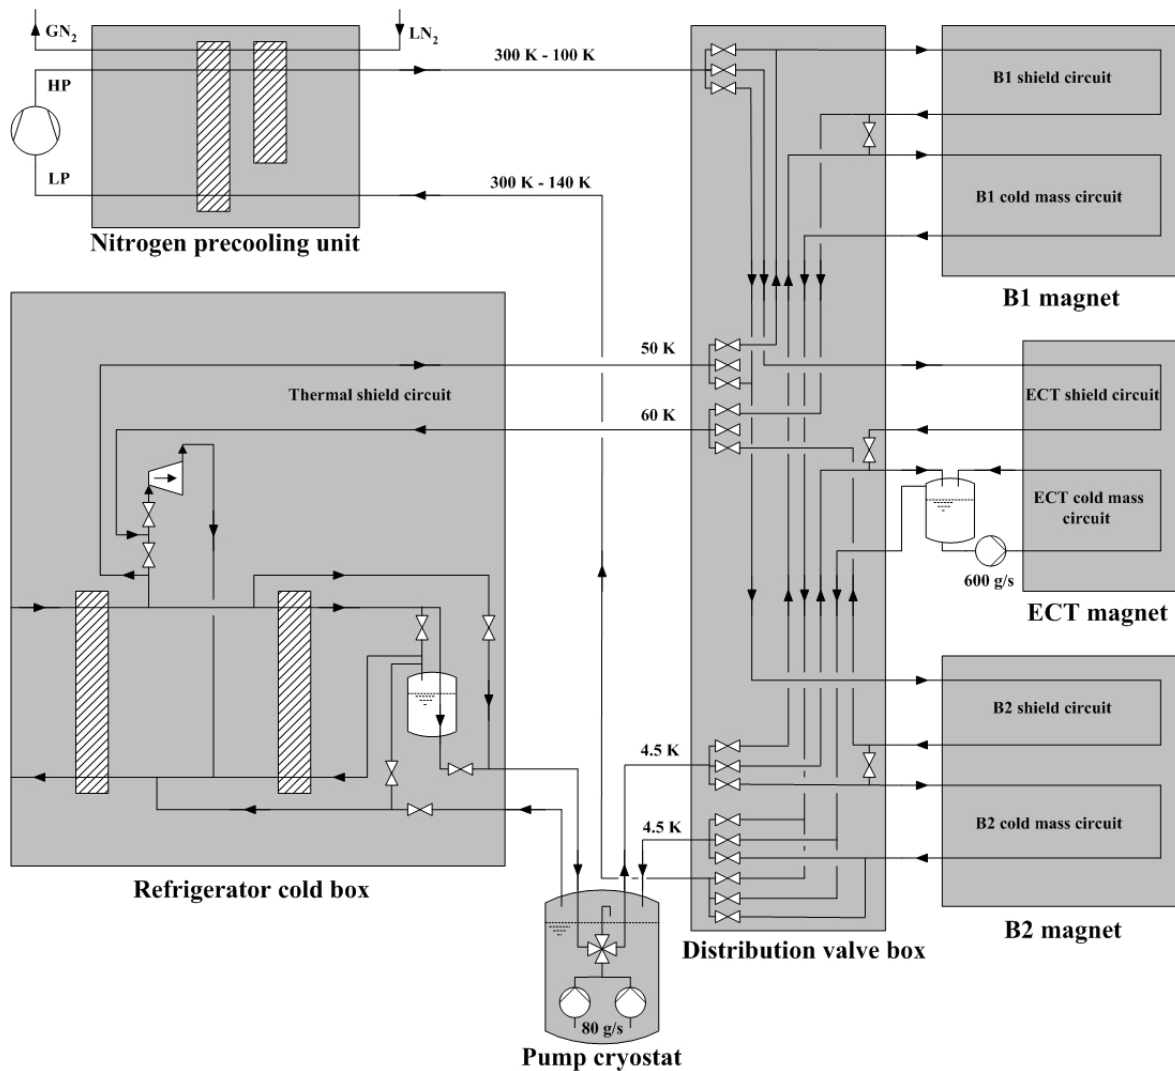 GN2
LN2
HP
300 K - 100 K
LP
300 K - 140 K
Nitrogen precooling unit
B1 shield circuit
B1 cold mass circuit
B1 magnet
50 K
Thermal shield circuit
60 K
ECT shield circuit
ECT cold mass
circuit
600 g/s
ECT magnet
4.5 K
4.5 K
B2 shield circuit
B2 cold mass circuit
B2 magnet
Refrigerator cold box
Distribution valve box
80 g/s
Pump cryostat